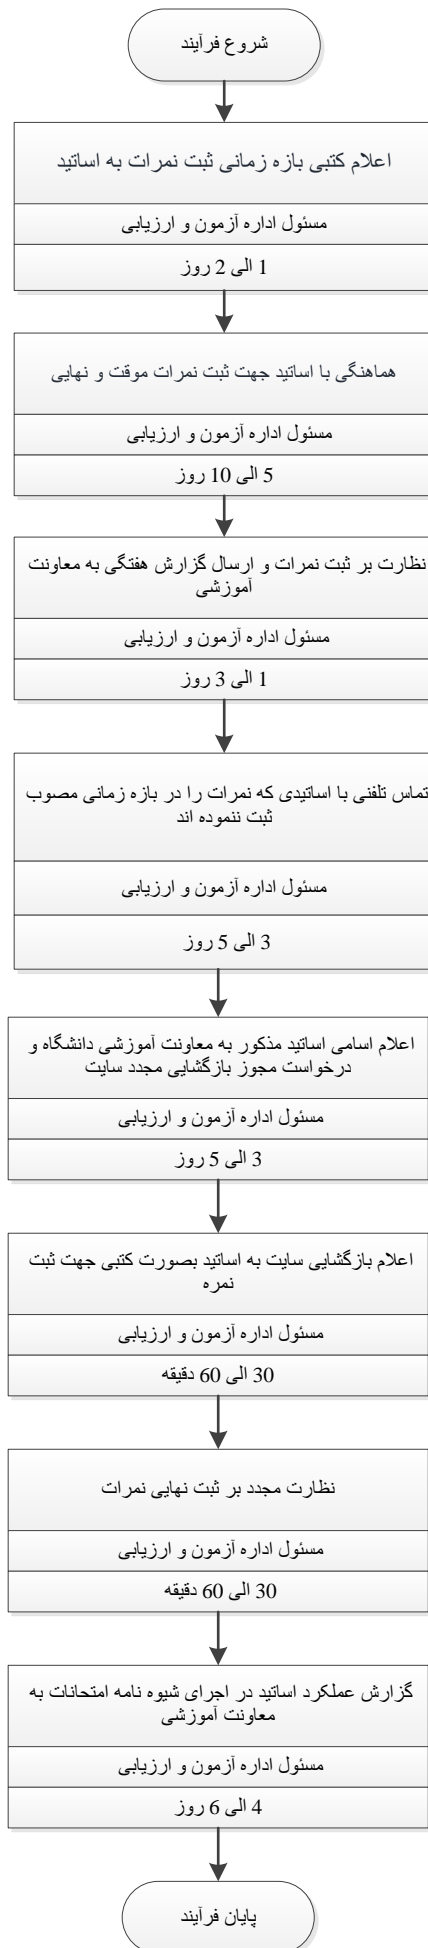 شروع فرآیند
اعلام کتبی بازه زمانی ثبت نمرات به اساتید
مسئول اداره آزمون و ارزیابی
1 الی 2 روز
هماهنگی با اساتید جهت ثبت نمرات موقت و نهایی
مسئول اداره آزمون و ارزیابی
5 الی 10 روز
نظارت بر ثبت نمرات و ارسال گزارش هفتگی به معاونت
آموزشی
مسئول اداره آزمون و ارزیابی
1 الی 3 روز
تماس تلفنی با اساتیدی که نمرات را در بازه زمانی مصوب
ثبت ننموده اند
مسئول اداره آزمون و ارزیابی
3 الی 5 روز
اعلام اسامی اساتید مذکور به معاونت آموزشی دانشگاه و
درخواست مجوز بازگشایی مجدد سایت
مسئول اداره آزمون و ارزیابی
3 الی 5 روز
اعلام بازگشایی سایت به اساتید بصورت کتبی جهت ثبت
نمره
مسئول اداره آزمون و ارزیابی
30 الی 60 دقیقه
نظارت مجدد بر ثبت نهایی نمرات
مسئول اداره آزمون و ارزیابی
30 الی 60 دقیقه
گزارش عملکرد اساتید در اجرای شیوه نامه امتحانات به
معاونت آموزشی
مسئول اداره آزمون و ارزیابی
4 الی 6 روز
پایان فرآیند